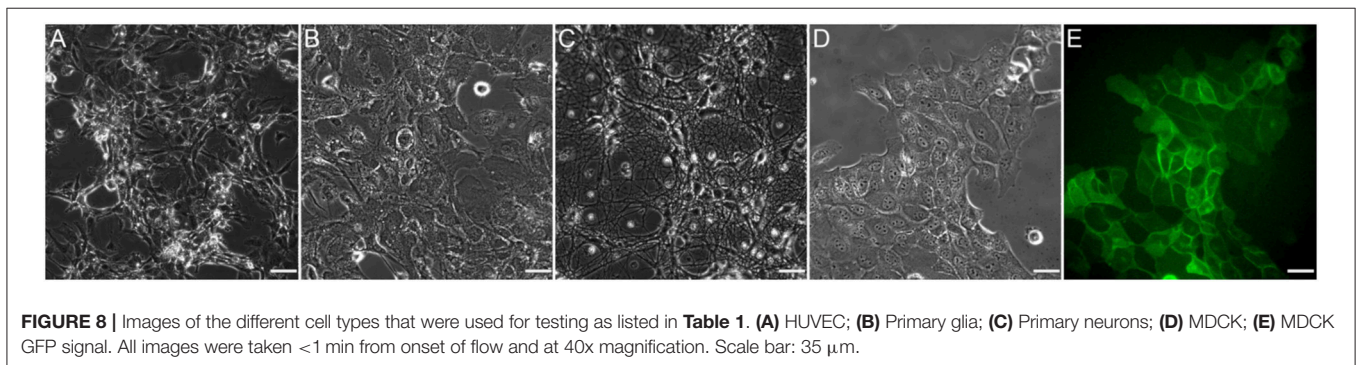 A B C D E
FIGURE 8 | Images of the different cell types that were used for testing as listed in Table 1. (A) HUVEC; (B) Primary glia; (C) Primary neurons; (D) MDCK; (E) MDCK
GFP signal. All images were taken <1 min from onset of flow and at 40x magnification. Scale bar: 35 μm.